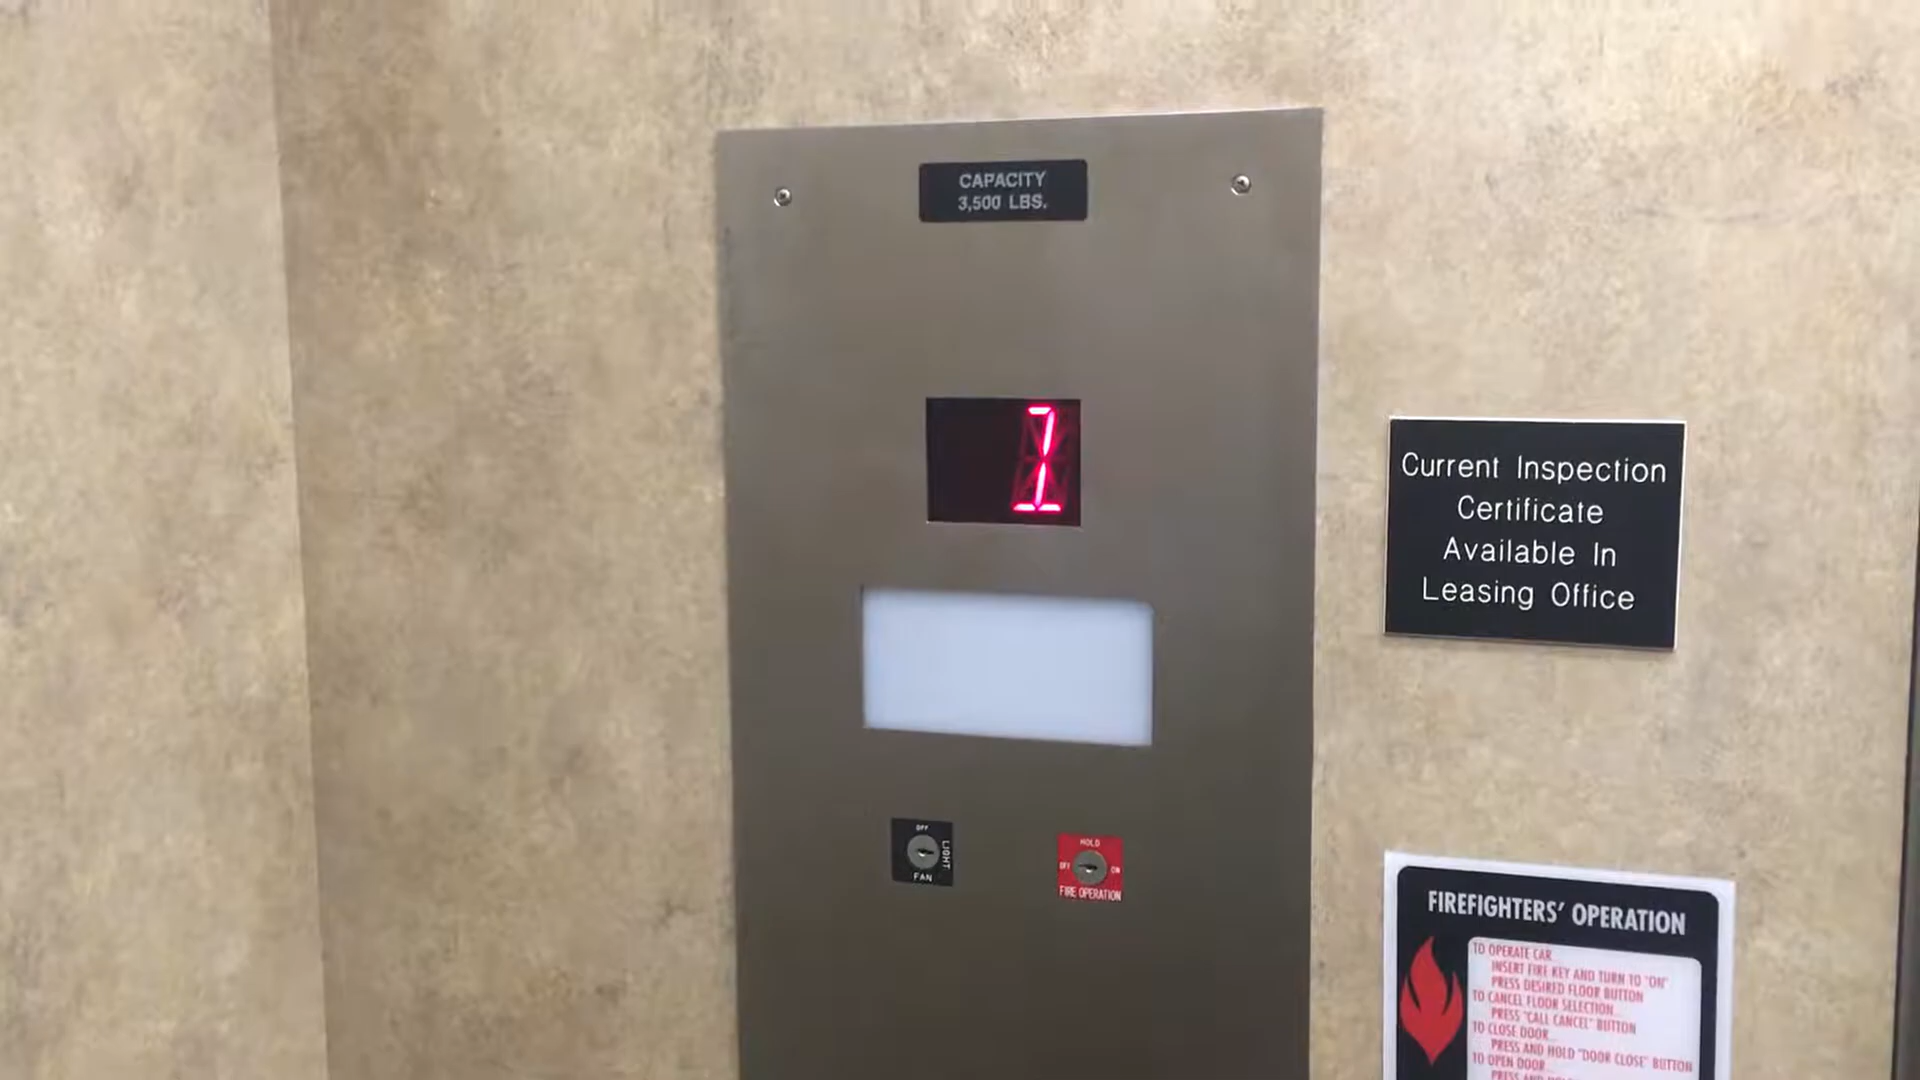 CAPACITY
3,500 LBS.
Current Inspection
Certificate
Available In
Leasing Office
OFF
LIGHT
FAN
HOLD
OFF
ON
FIRE OPERATION
FIREFIGHTERS' OPERATION
TO OPERATE CAR...
INSERT FIRE KEY AND TURN TO "ON"
PRESS DESIRED FLOOR BUTTON
TO CANCEL FLOOR SELECTION...
PRESS "CALL CANCEL" BUTTON
TO CLOSE DOOR...
PRESS AND HOLD "DOOR CLOSE" BUTTON
TO OPEN DOOR...